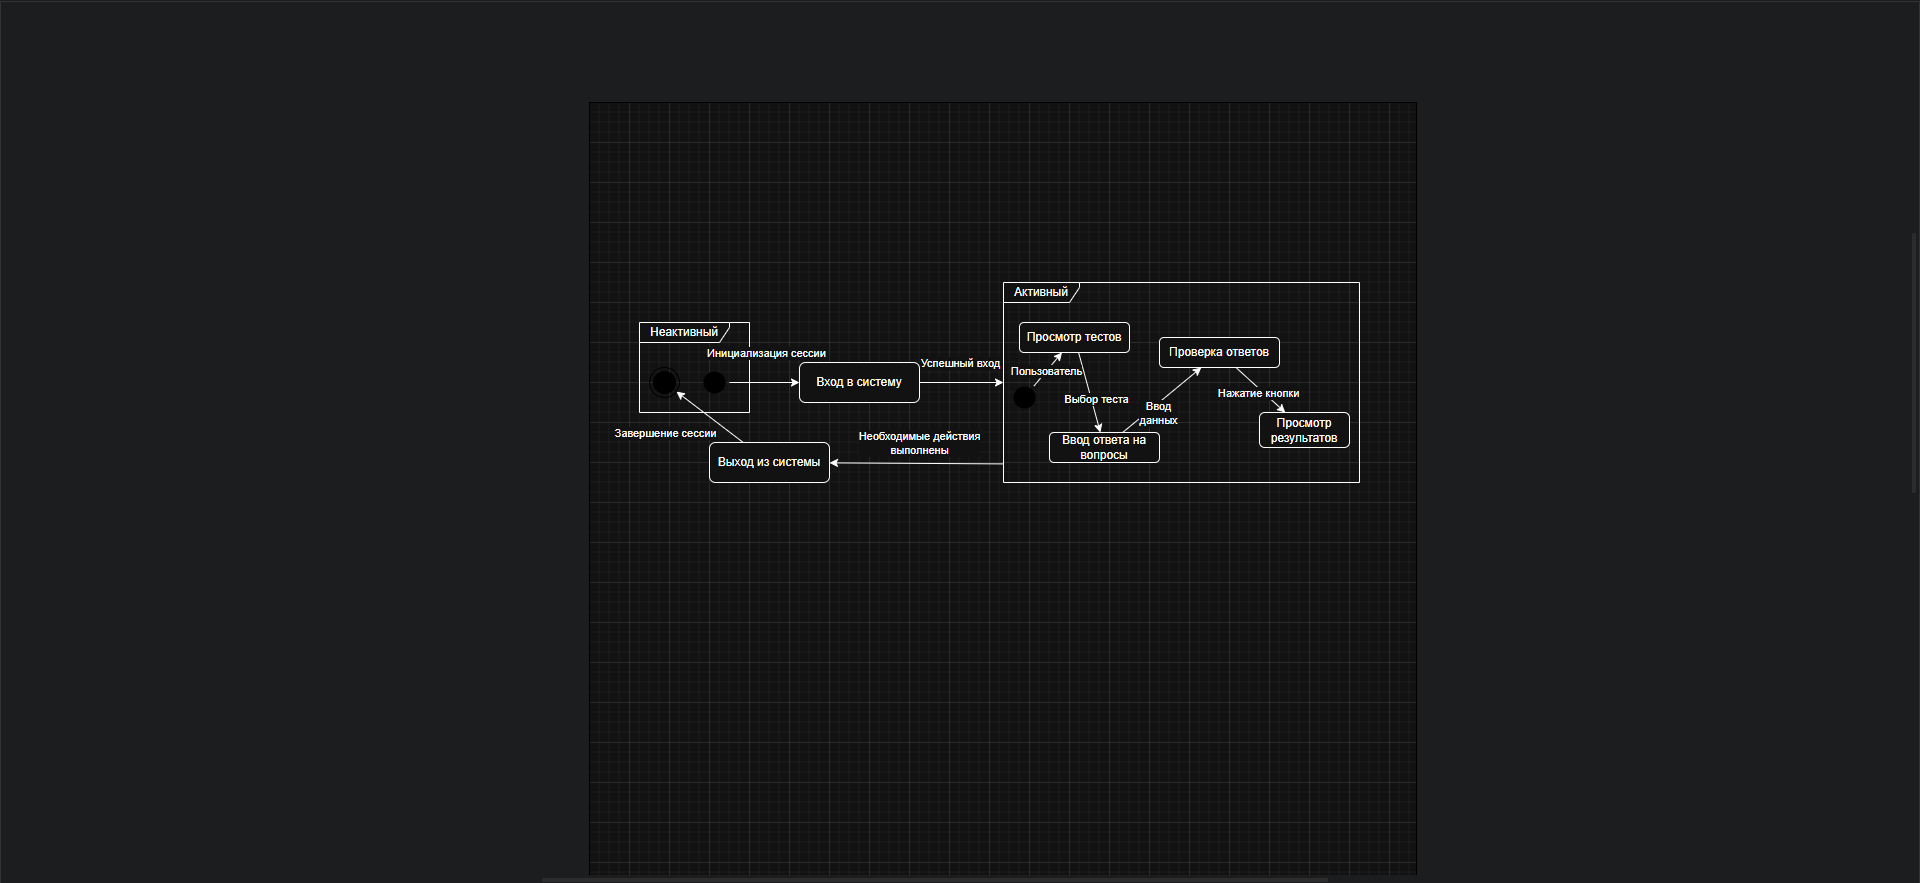 Активный
Неактивный
Просмотр тестов
Инициализация сессии
Проверка ответов
Успешный вход
Пользователь
Вход в систему
Нажатие кнопки
Выбор теста
Ввод
данных
Просмотр
результатов
Завершение сессии
Необходимые действия
выполнены
Ввод ответа на
вопросы
Выход из системы